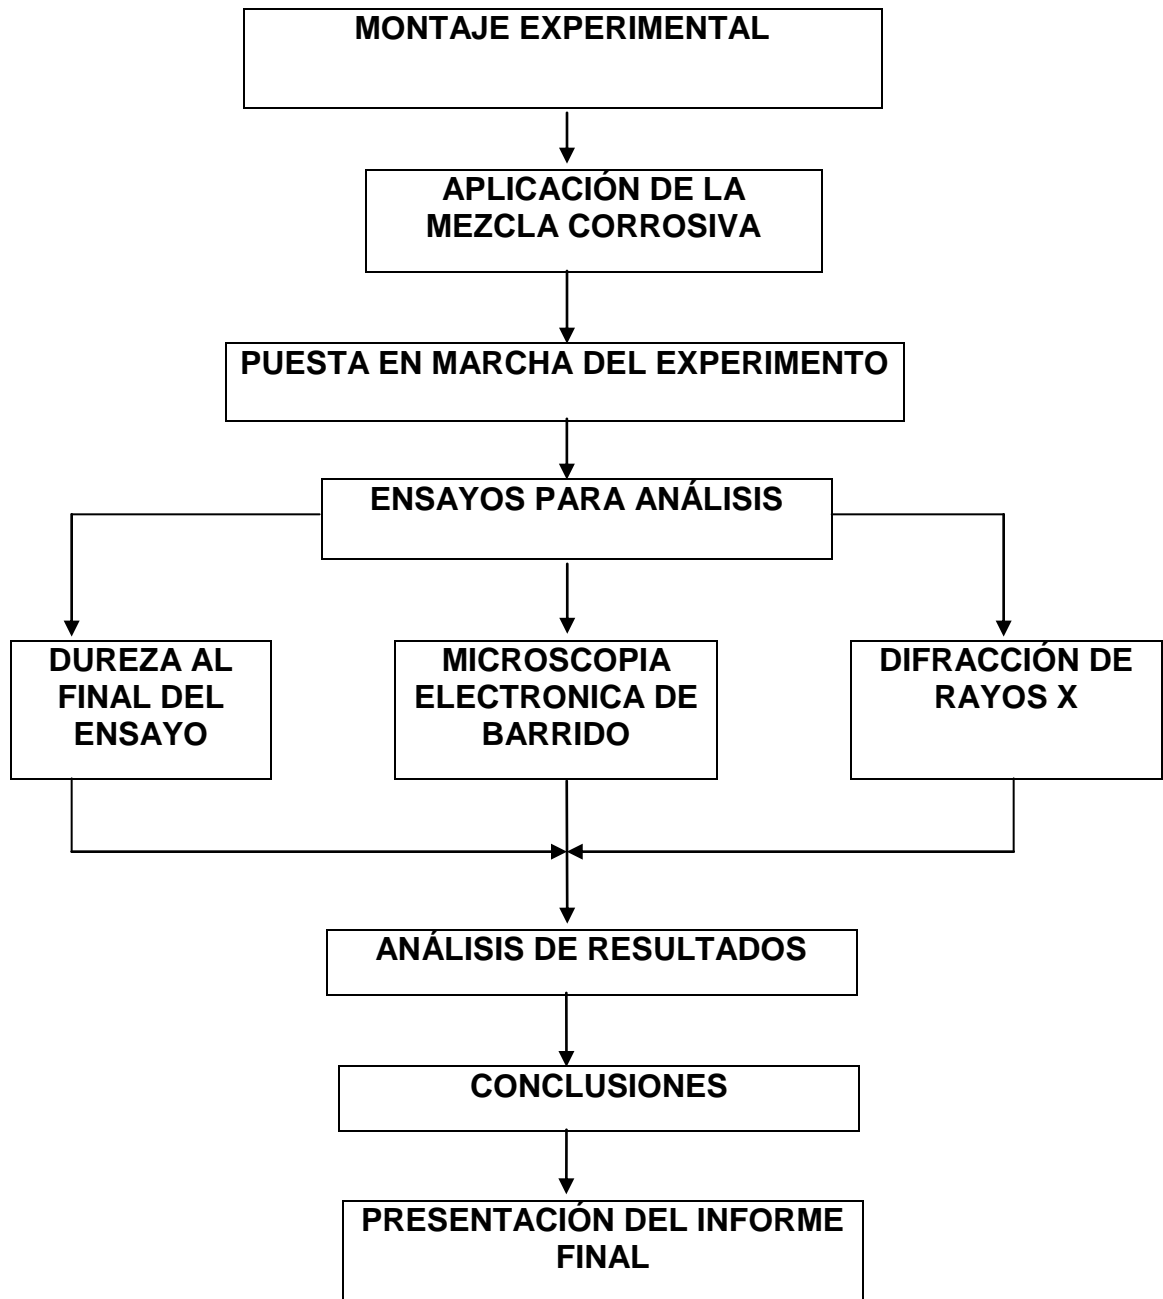 MONTAJE EXPERIMENTAL
APLICACIÓN DE LA
MEZCLA CORROSIVA
PUESTA EN MARCHA DEL EXPERIMENTO
ENSAYOS PARA ANÁLISIS
DUREZA AL
FINAL DEL
ENSAYO
MICROSCOPIA
ELECTRONICA DE
BARRIDO
DIFRACCIÓN DE
RAYOS X
ANÁLISIS DE RESULTADOS
CONCLUSIONES
PRESENTACIÓN DEL INFORME
FINAL